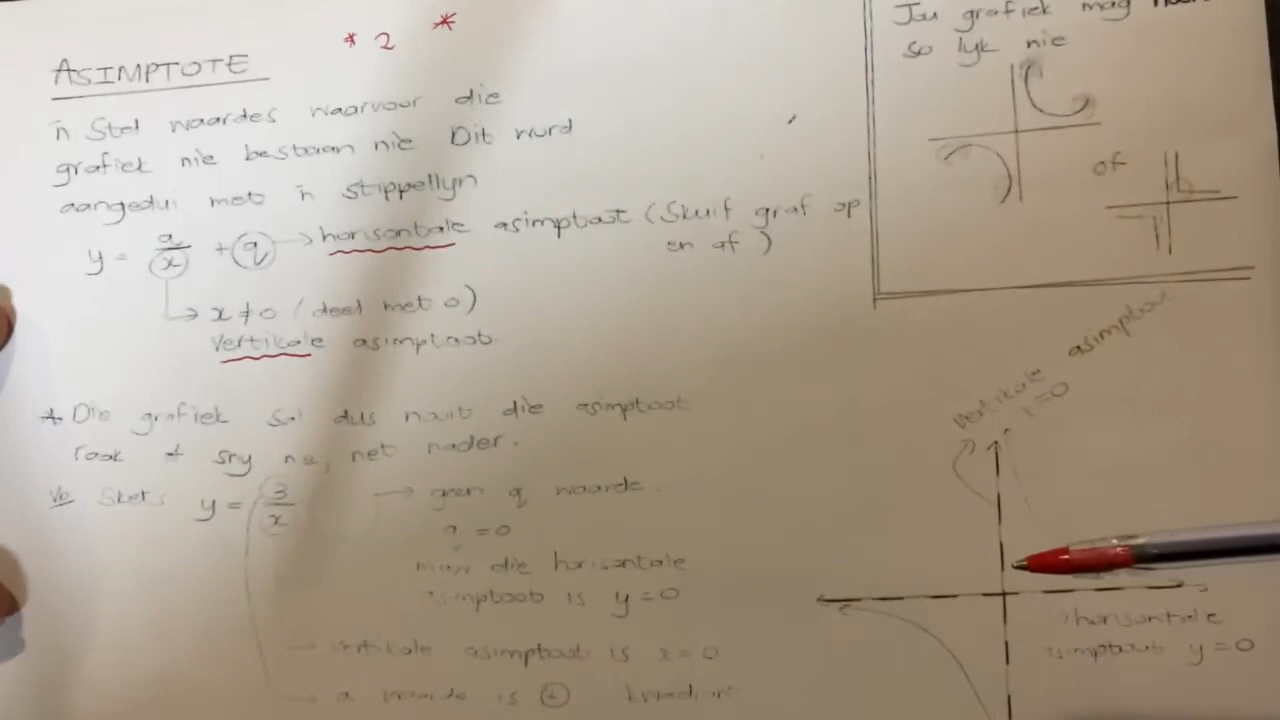 * 2 *
ASIMPTOTE
'n Stel waardes waarvoor die
grafiek nie bestaan nie Dit word
aangedui met 'n stippellyn
y = a/x + q → horisontale asimptoot (Skuif graf op
en af)
↳ x ≠ 0 (deel met 0)
Vertikale asimptoot.
* Die grafiek sal dus nooit die asimptoot
raak of sny nie, net nader.
Vb Skets y = 3/x → geen q waarde.
q = 0
die horisontale
asimptoot is y = 0
→ vertikale asimptoot is x = 0
→ a waarde is +
Jou grafiek mag nooit
so lyk nie
of
Vertikale asimptoot
x = 0
horisontale
asimptoot y = 0